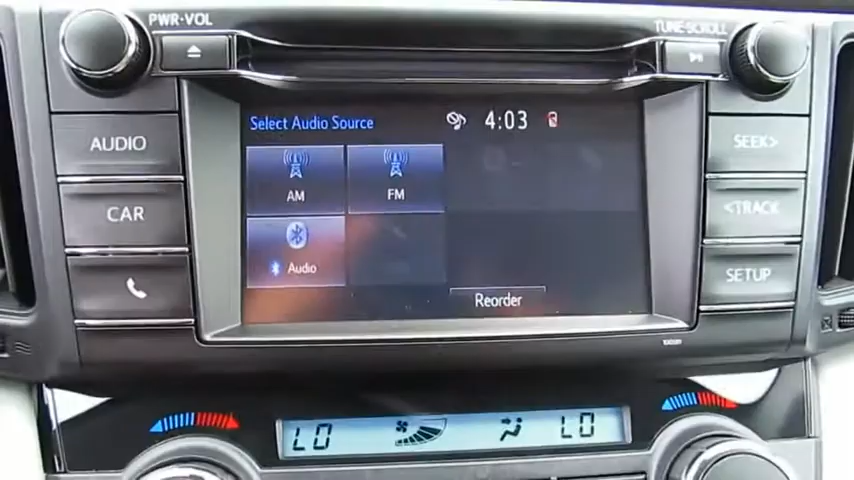 PWR·VOL
TUNE·SCROLL
Select Audio Source
4:03
AUDIO
SEEK>
AM
FM
CAR
<TRACK
Audio
SETUP
Reorder
LO
LO